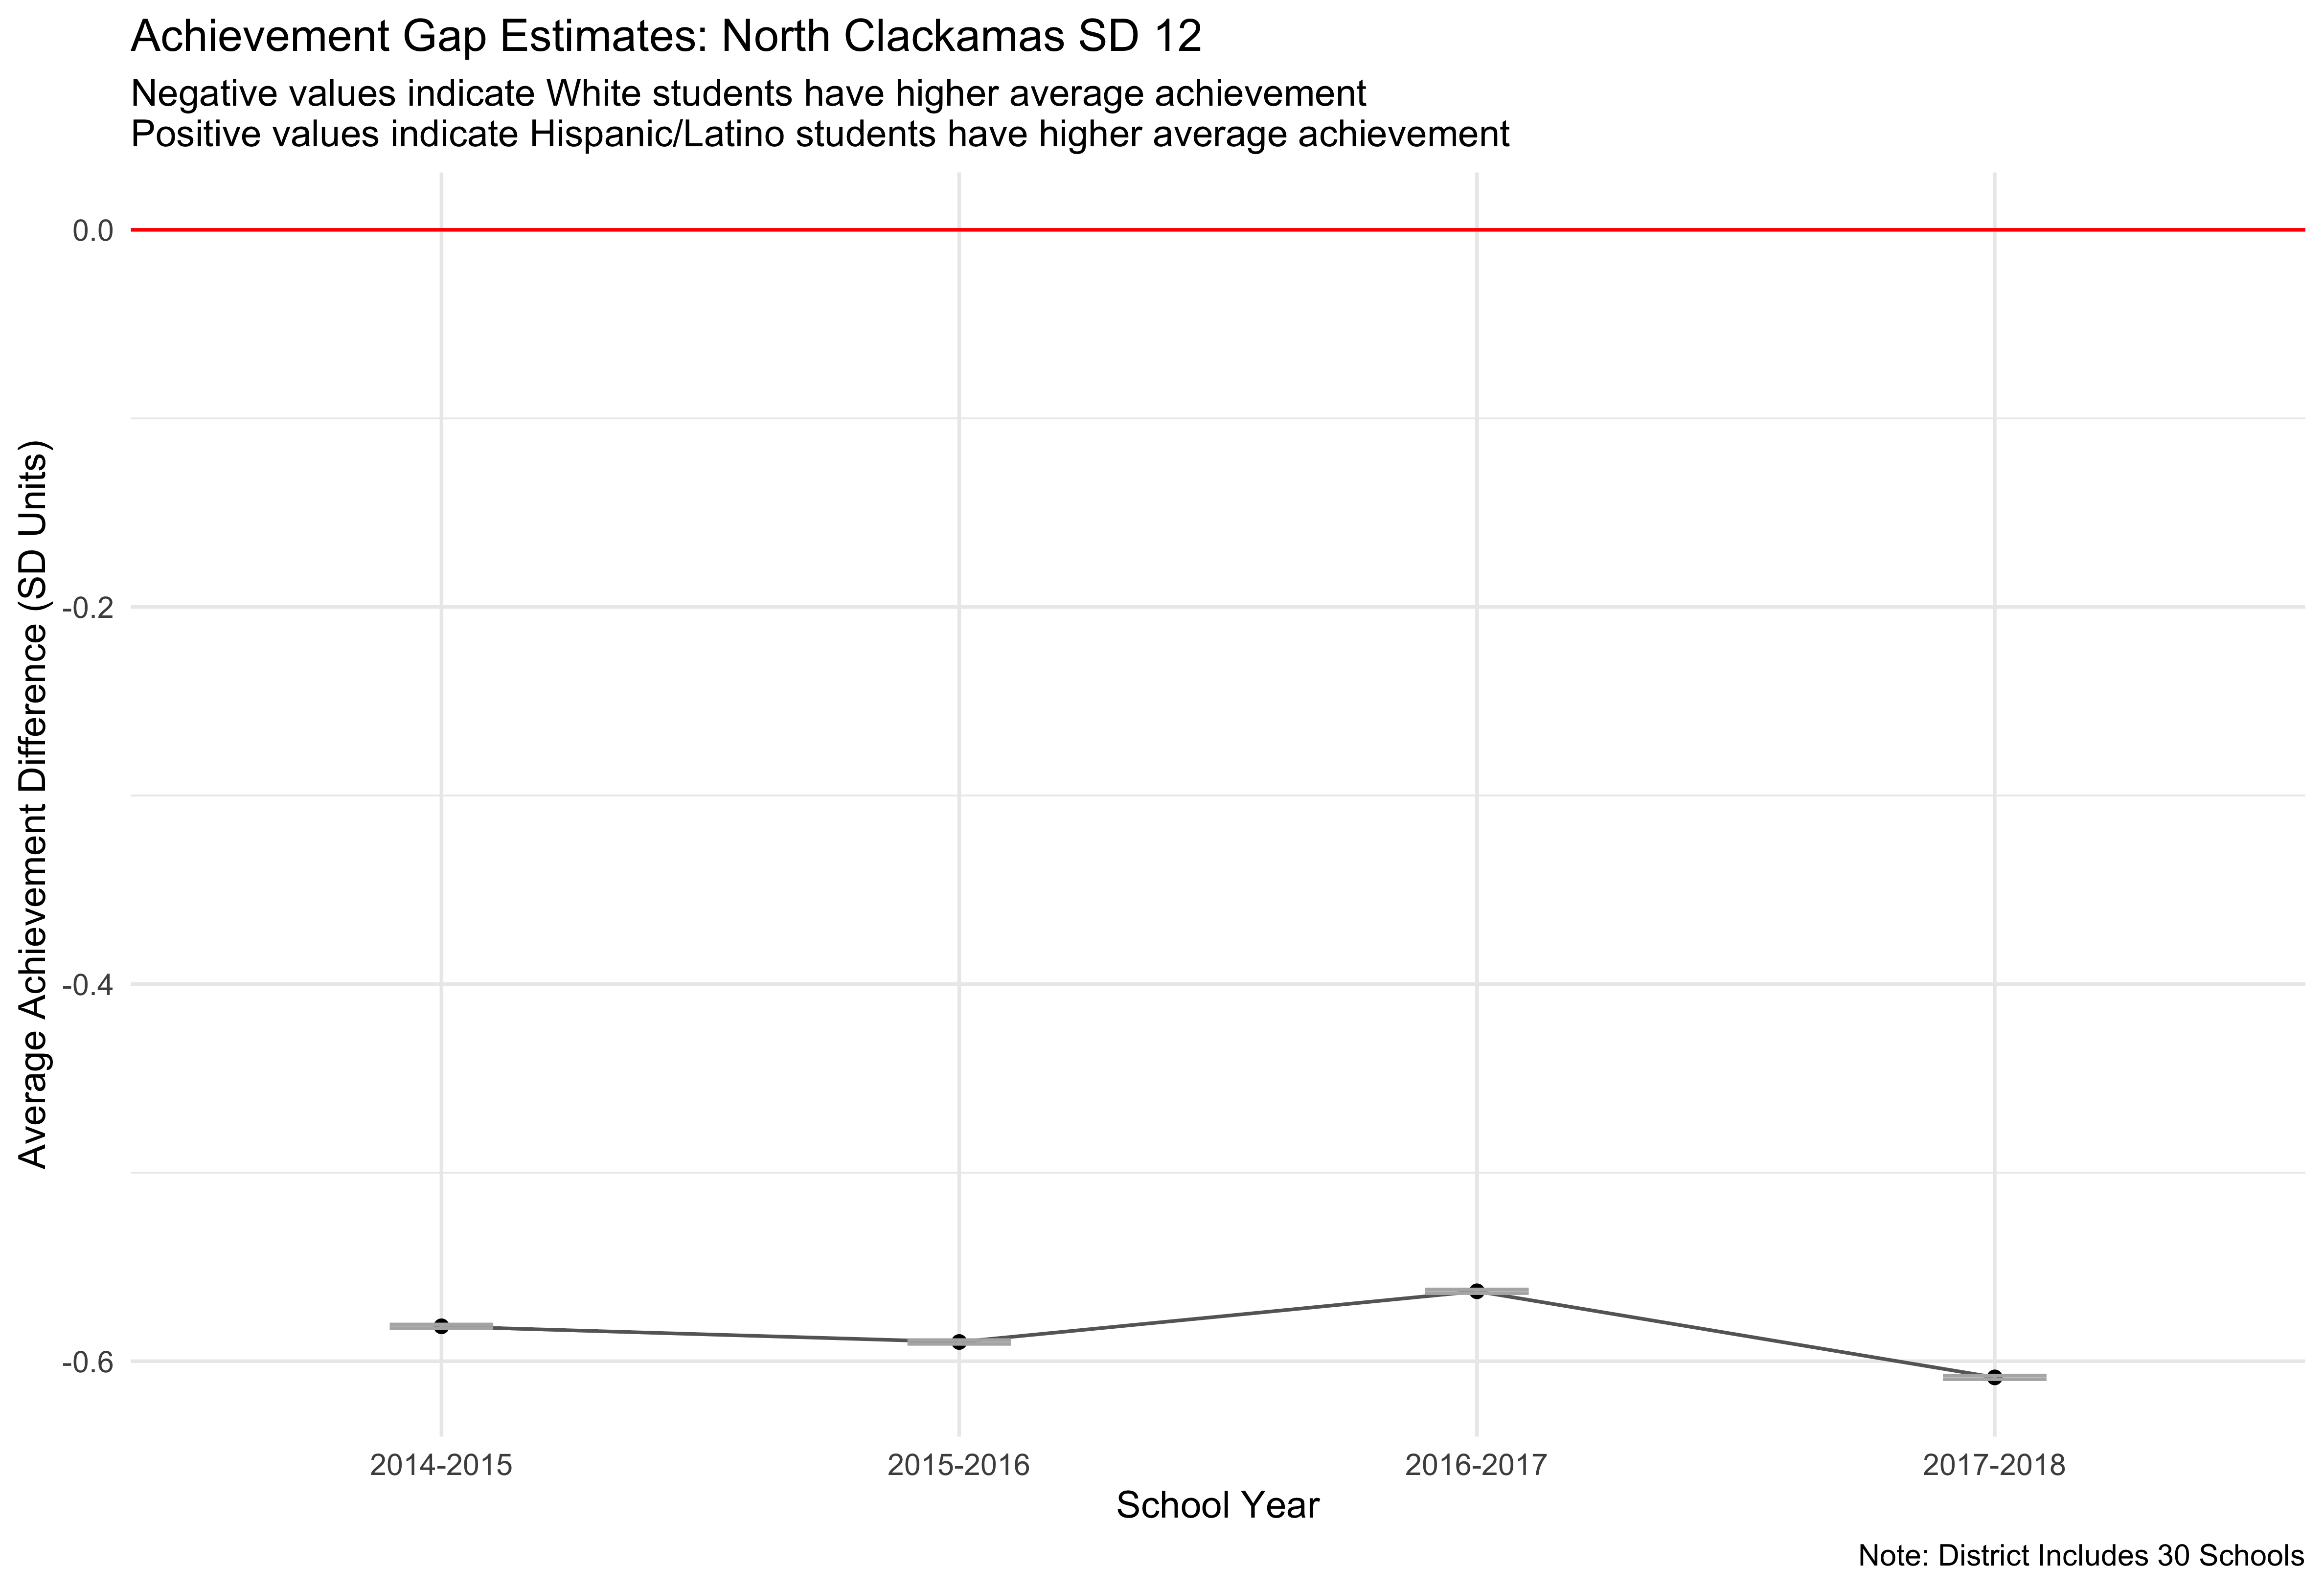 Achievement Gap Estimates: North Clackamas SD 12
Negative values indicate White students have higher average achievement
Positive values indicate Hispanic/Latino students have higher average achievement
Average Achievement Difference (SD Units)
0.0
-0.2
-0.4
-0.6
2014-2015
2015-2016
2016-2017
2017-2018
School Year
Note: District Includes 30 Schools